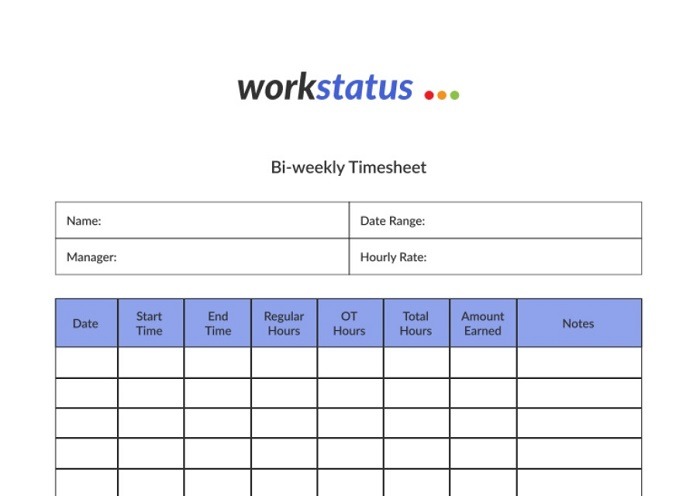 workstatus
Bi-weekly Timesheet
Name: Date Range:
Manager: Hourly Rate:
Date Start Time End Time Regular Hours OT Hours Total Hours Amount Earned Notes